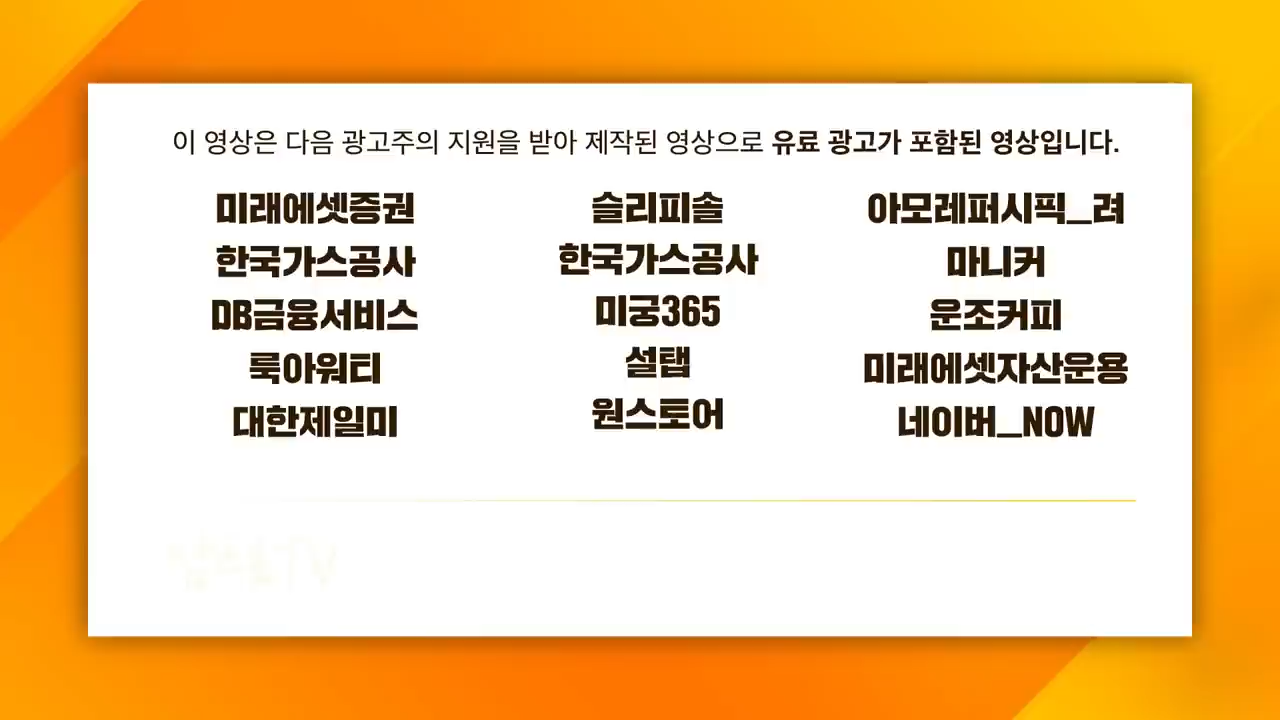 이 영상은 다음 광고주의 지원을 받아 제작된 영상으로 유료 광고가 포함된 영상입니다.
미래에셋증권
한국가스공사
DB금융서비스
룩아워티
대한제일미
슬리피솔
한국가스공사
미궁365
설탭
원스토어
아모레퍼시픽_려
마니커
운조커피
미래에셋자산운용
네이버_NOW